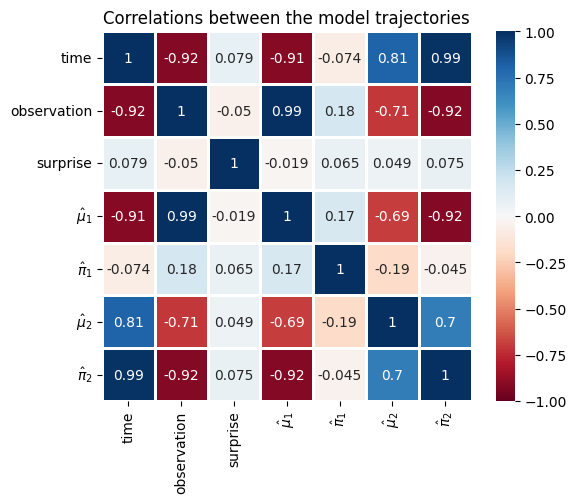 Correlations between the model trajectories
time 1 -0.92 0.079 -0.91 -0.074 0.81 0.99
observation -0.92 1 -0.05 0.99 0.18 -0.71 -0.92
surprise 0.079 -0.05 1 -0.019 0.065 0.049 0.075
μ̂₁ -0.91 0.99 -0.019 1 0.17 -0.69 -0.92
π̂₁ -0.074 0.18 0.065 0.17 1 -0.19 -0.045
μ̂₂ 0.81 -0.71 0.049 -0.69 -0.19 1 0.7
π̂₂ 0.99 -0.92 0.075 -0.92 -0.045 0.7 1
time
observation
surprise
μ̂₁
π̂₁
μ̂₂
π̂₂
1.00
0.75
0.50
0.25
0.00
−0.25
−0.50
−0.75
−1.00